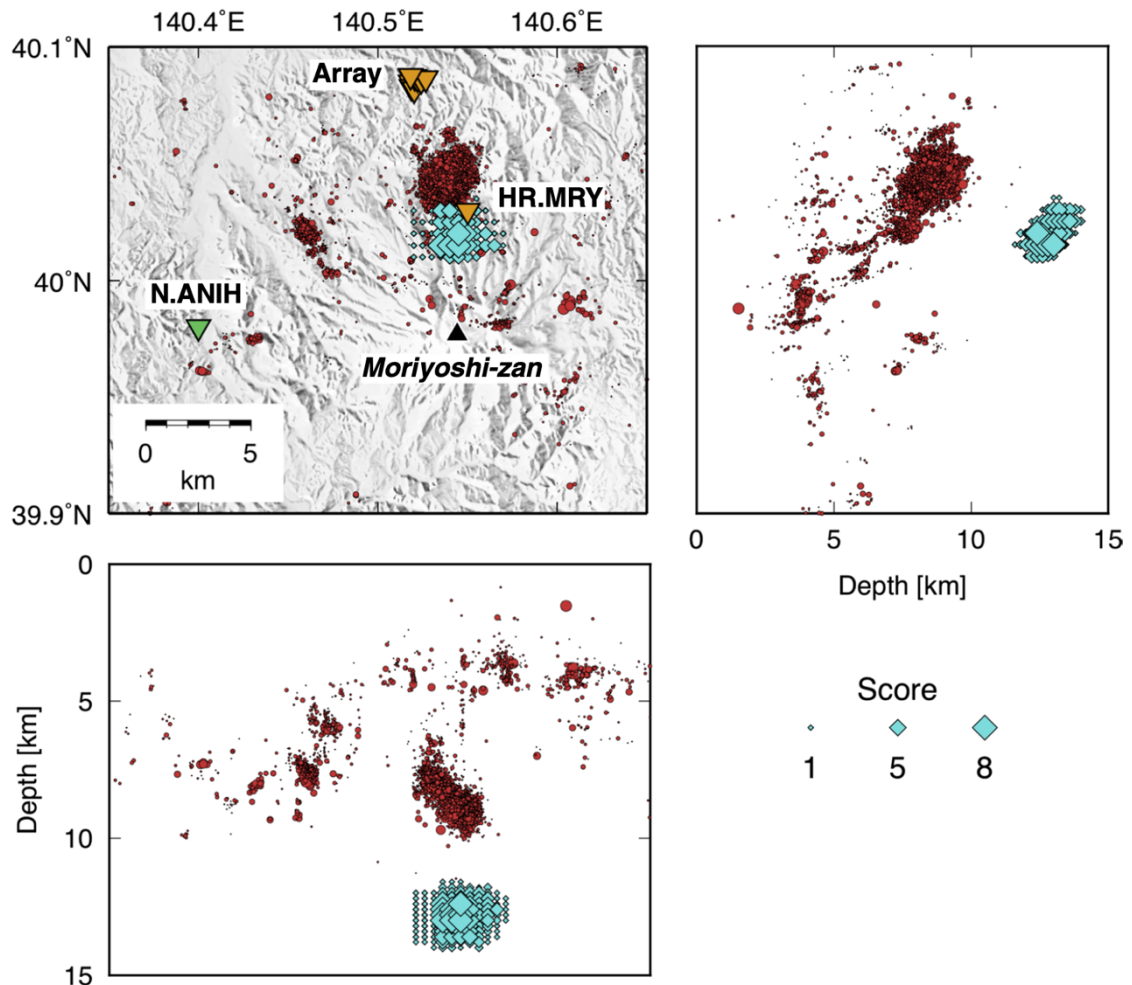 140.4˚E 140.5˚E 140.6˚E
40.1˚N
Array
HR.MRY
40˚N
N.ANIH
Moriyoshi-zan
0 5
km
39.9˚N
0 5 10 15
Depth [km]
0
5
10
15
Depth [km]
Score
1 5 8